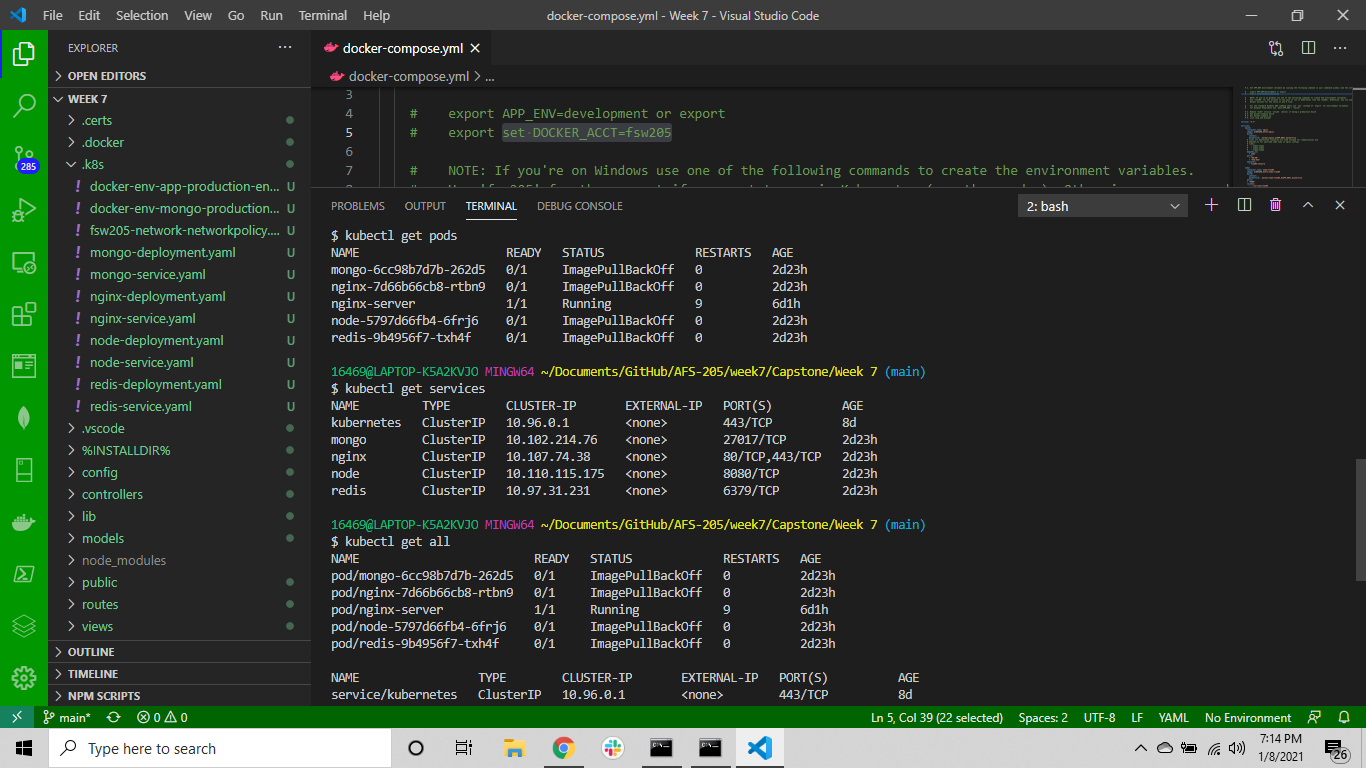 File Edit Selection View Go Run Terminal Help docker-compose.yml - Week 7 - Visual Studio Code
EXPLORER ...
OPEN EDITORS
WEEK 7
.certs
.docker
.k8s
docker-env-app-production-en... U
docker-env-mongo-production... U
fsw205-network-networkpolicy.... U
mongo-deployment.yaml U
mongo-service.yaml U
nginx-deployment.yaml U
nginx-service.yaml U
node-deployment.yaml U
node-service.yaml U
redis-deployment.yaml U
redis-service.yaml U
.vscode
%INSTALLDIR%
config
controllers
lib
models
node_modules
public
routes
views
OUTLINE
TIMELINE
NPM SCRIPTS
285
docker-compose.yml
docker-compose.yml > ...
3
4 # export APP_ENV=development or export
5 # export set DOCKER_ACCT=fsw205
6
7 # NOTE: If you're on Windows use one of the following commands to create the environment variables.
PROBLEMS OUTPUT TERMINAL DEBUG CONSOLE 2: bash
$ kubectl get pods
NAME READY STATUS RESTARTS AGE
mongo-6cc98b7d7b-262d5 0/1 ImagePullBackOff 0 2d23h
nginx-7d66b66cb8-rtbn9 0/1 ImagePullBackOff 0 2d23h
nginx-server 1/1 Running 9 6d1h
node-5797d66fb4-6frj6 0/1 ImagePullBackOff 0 2d23h
redis-9b4956f7-txh4f 0/1 ImagePullBackOff 0 2d23h
16469@LAPTOP-K5A2KVJO MINGW64 ~/Documents/GitHub/AFS-205/week7/Capstone/Week 7 (main)
$ kubectl get services
NAME TYPE CLUSTER-IP EXTERNAL-IP PORT(S) AGE
kubernetes ClusterIP 10.96.0.1 <none> 443/TCP 8d
mongo ClusterIP 10.102.214.76 <none> 27017/TCP 2d23h
nginx ClusterIP 10.107.74.38 <none> 80/TCP,443/TCP 2d23h
node ClusterIP 10.110.115.175 <none> 8080/TCP 2d23h
redis ClusterIP 10.97.31.231 <none> 6379/TCP 2d23h
16469@LAPTOP-K5A2KVJO MINGW64 ~/Documents/GitHub/AFS-205/week7/Capstone/Week 7 (main)
$ kubectl get all
NAME READY STATUS RESTARTS AGE
pod/mongo-6cc98b7d7b-262d5 0/1 ImagePullBackOff 0 2d23h
pod/nginx-7d66b66cb8-rtbn9 0/1 ImagePullBackOff 0 2d23h
pod/nginx-server 1/1 Running 9 6d1h
pod/node-5797d66fb4-6frj6 0/1 ImagePullBackOff 0 2d23h
pod/redis-9b4956f7-txh4f 0/1 ImagePullBackOff 0 2d23h
NAME TYPE CLUSTER-IP EXTERNAL-IP PORT(S) AGE
service/kubernetes ClusterIP 10.96.0.1 <none> 443/TCP 8d
main* 0 0 Ln 5, Col 39 (22 selected) Spaces: 2 UTF-8 LF YAML No Environment
Type here to search
7:14 PM
1/8/2021
26